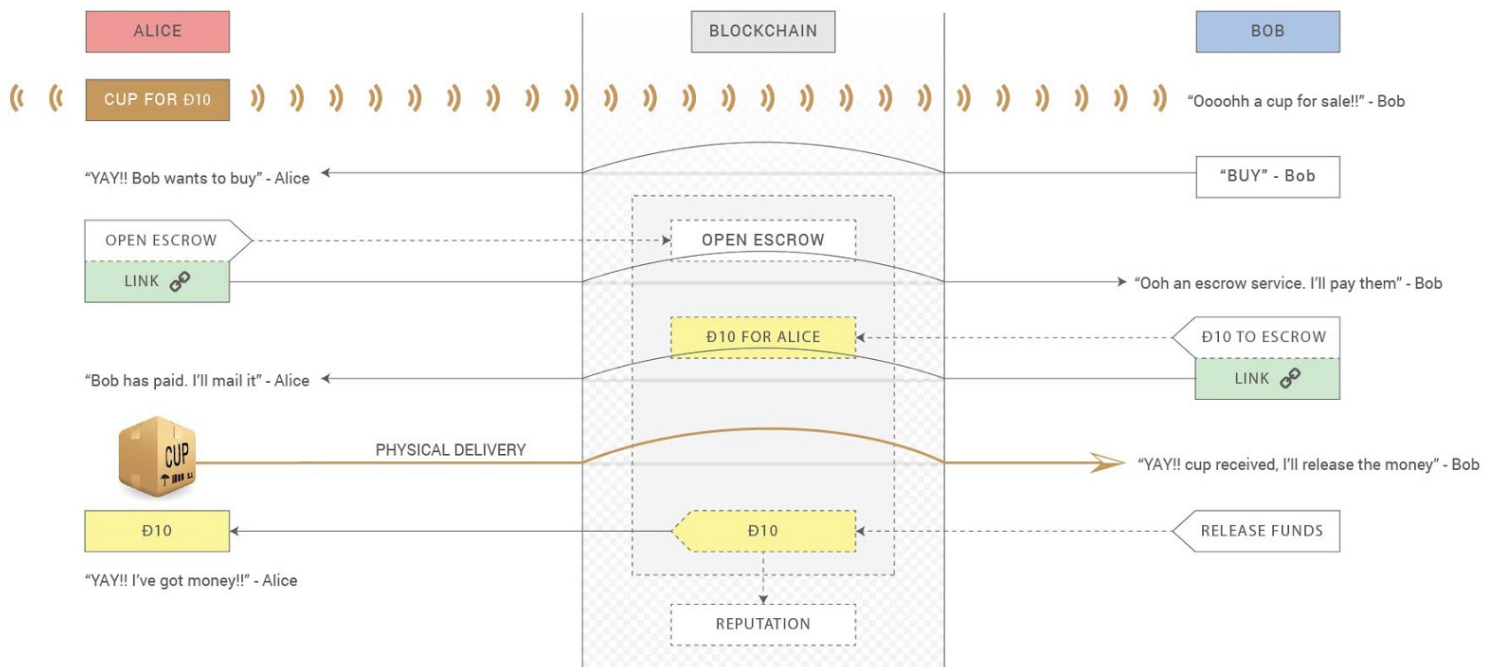 ALICE
BLOCKCHAIN
BOB
CUP FOR Đ10
“Oooohh a cup for sale!!” - Bob
“YAY!! Bob wants to buy” - Alice
“BUY” - Bob
OPEN ESCROW
OPEN ESCROW
LINK
“Ooh an escrow service. I'll pay them” - Bob
Đ10 FOR ALICE
Đ10 TO ESCROW
“Bob has paid. I'll mail it” - Alice
LINK
CUP
PHYSICAL DELIVERY
“YAY!! cup received, I'll release the money” - Bob
Đ10
Đ10
RELEASE FUNDS
“YAY!! I've got money!!” - Alice
REPUTATION